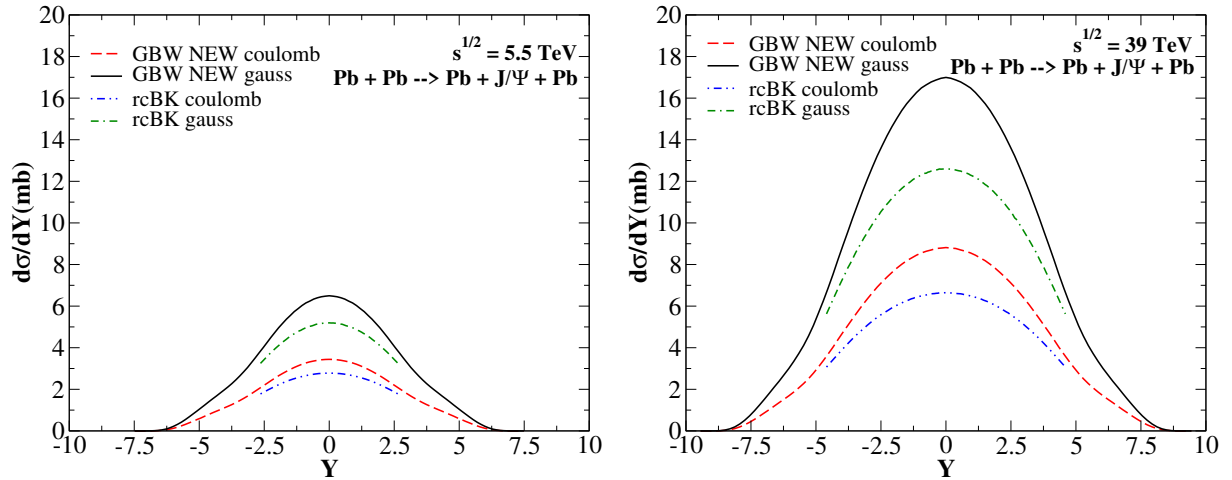 20
18
16
14
12
10
8
6
4
2
0
dσ/dY(mb)
GBW NEW coulomb
GBW NEW gauss
rcBK coulomb
rcBK gauss
s1/2 = 5.5 TeV
Pb + Pb --> Pb + J/Ψ + Pb
-10 -7.5 -5 -2.5 0 2.5 5 7.5 10
Y
20
18
16
14
12
10
8
6
4
2
0
dσ/dY(mb)
GBW NEW coulomb
GBW NEW gauss
rcBK coulomb
rcBK gauss
s1/2 = 39 TeV
Pb + Pb --> Pb + J/Ψ + Pb
-10 -7.5 -5 -2.5 0 2.5 5 7.5 10
Y